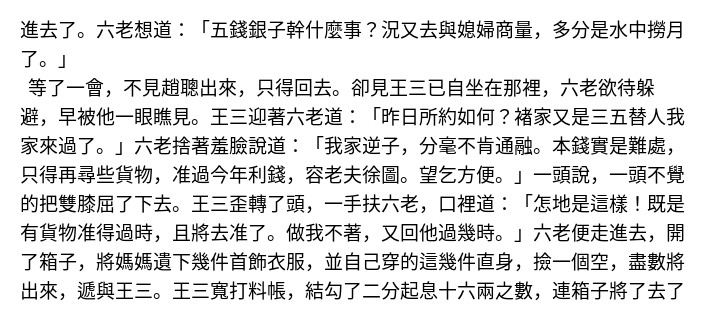 進去了。六老想道：「五錢銀子幹什麼事？況又去與媳婦商量，多分是水中撈月
了。」
等了一會，不見趙聰出來，只得回去。卻見王三已自坐在那裡，六老欲待躲
避，早被他一眼瞧見。王三迎著六老道：「昨日所約如何？褚家又是三五替人我
家來過了。」六老捨著羞臉說道：「我家逆子，分毫不肯通融。本錢實是難處，
只得再尋些貨物，准過今年利錢，容老夫徐圖。望乞方便。」一頭說，一頭不覺
的把雙膝屈了下去。王三歪轉了頭，一手扶六老，口裡道：「怎地是這樣！既是
有貨物准得過時，且將去准了。做我不著，又回他過幾時。」六老便走進去，開
了箱子，將媽媽遺下幾件首飾衣服，並自己穿的這幾件直身，撿一個空，盡數將
出來，遞與王三。王三寬打料帳，結勾了二分起息十六兩之數，連箱子將了去了